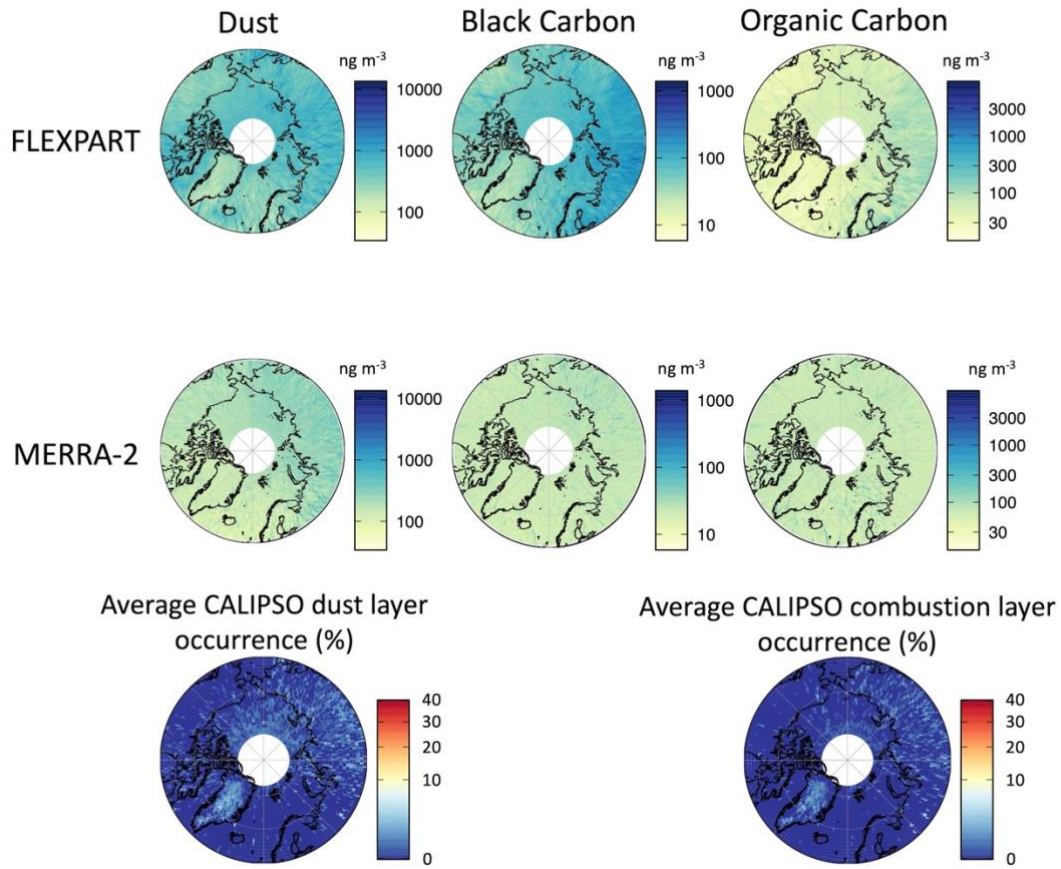 Dust
Black Carbon
Organic Carbon
FLEXPART
ng m⁻³
10000
1000
100
ng m⁻³
1000
100
10
ng m⁻³
3000
1000
300
100
30
MERRA-2
ng m⁻³
10000
1000
100
ng m⁻³
1000
100
10
ng m⁻³
3000
1000
300
100
30
Average CALIPSO dust layer
occurrence (%)
40
30
20
10
0
Average CALIPSO combustion layer
occurrence (%)
40
30
20
10
0